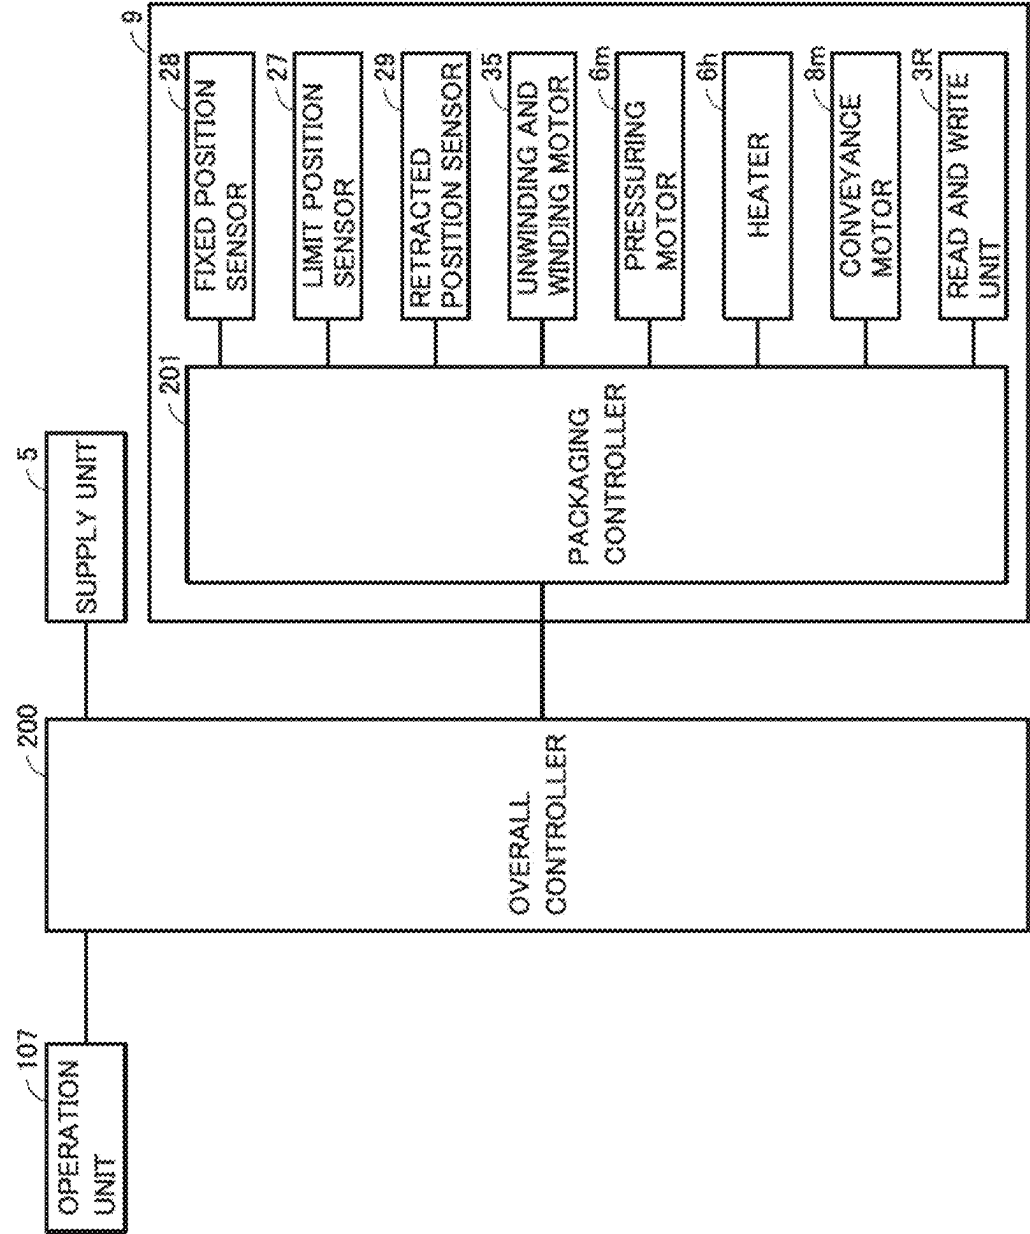 107
OPERATION
UNIT
200
OVERALL
CONTROLLER
5
SUPPLY UNIT
9
201
PACKAGING
CONTROLLER
28
FIXED POSITION
SENSOR
27
LIMIT POSITION
SENSOR
29
RETRACTED
POSITION SENSOR
35
UNWINDING AND
WINDING MOTOR
6m
PRESSURING
MOTOR
6h
HEATER
8m
CONVEYANCE
MOTOR
3R
READ AND WRITE
UNIT